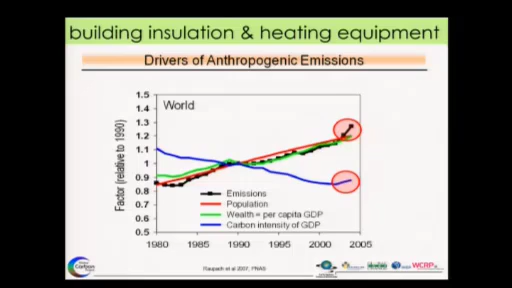 building insulation & heating equipment
Drivers of Anthropogenic Emissions
1.5
1.4
1.3
1.2
1.1
1
0.9
0.8
0.7
0.6
0.5
Factor (relative to 1990)
World
Emissions
Population
Wealth = per capita GDP
Carbon intensity of GDP
1980
1985
1990
1995
2000
2005
Carbon
Raupach et al 2007, PNAS
WCRP